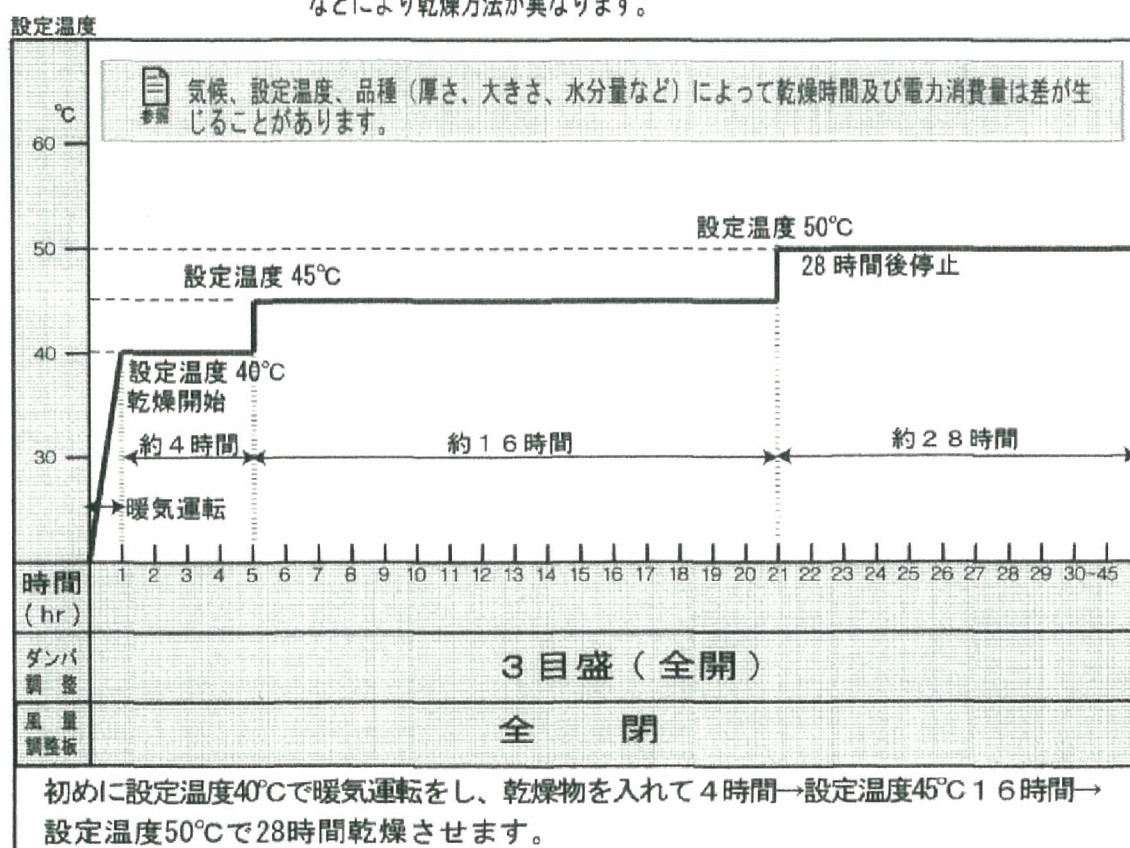 などにより乾燥方法が異なります。
設定温度
℃
参照
気候、設定温度、品種（厚さ、大きさ、水分量など）によって乾燥時間及び電力消費量は差が生
じることがあります。
60
50
40
30
設定温度 50℃
28 時間後停止
設定温度 45℃
設定温度 40℃
乾燥開始
約４時間
約１６時間
約２８時間
暖気運転
時間
(hr)
1 2 3 4 5 6 7 8 9 10 11 12 13 14 15 16 17 18 19 20 21 22 23 24 25 26 27 28 29 30~45
ダンパ
調 整
３目盛（全開）
風 量
調整板
全 閉
初めに設定温度40℃で暖気運転をし、乾燥物を入れて４時間→設定温度45℃１６時間→
設定温度50℃で28時間乾燥させます。